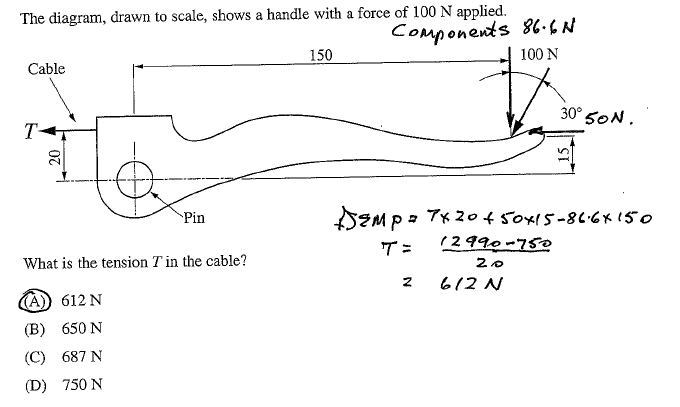 The diagram, drawn to scale, shows a handle with a force of 100 N applied.
Components 86.6N
150
100 N
Cable
30°
50N.
T
20
15
Pin
+ΣMP = T×20 + 50×15 - 86.6×150
T = 12990-750
20
= 612 N
What is the tension T in the cable?
(A) 612 N
(B) 650 N
(C) 687 N
(D) 750 N